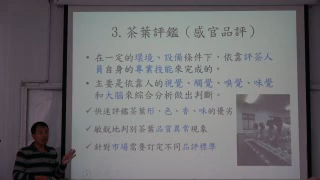 3.茶葉評鑑(感官品評)
• 在一定的環境、設備條件下，依靠評茶人
員自身的專業技能來完成的。
• 主要是依靠人的視覺、觸覺、嗅覺、味覺
和大腦來綜合分析做出判斷。
✓ 快速評鑑茶葉形、色、香、味的優劣
✓ 敏銳地判別茶葉品質異常現象
✓ 針對市場需要訂定不同品評標準